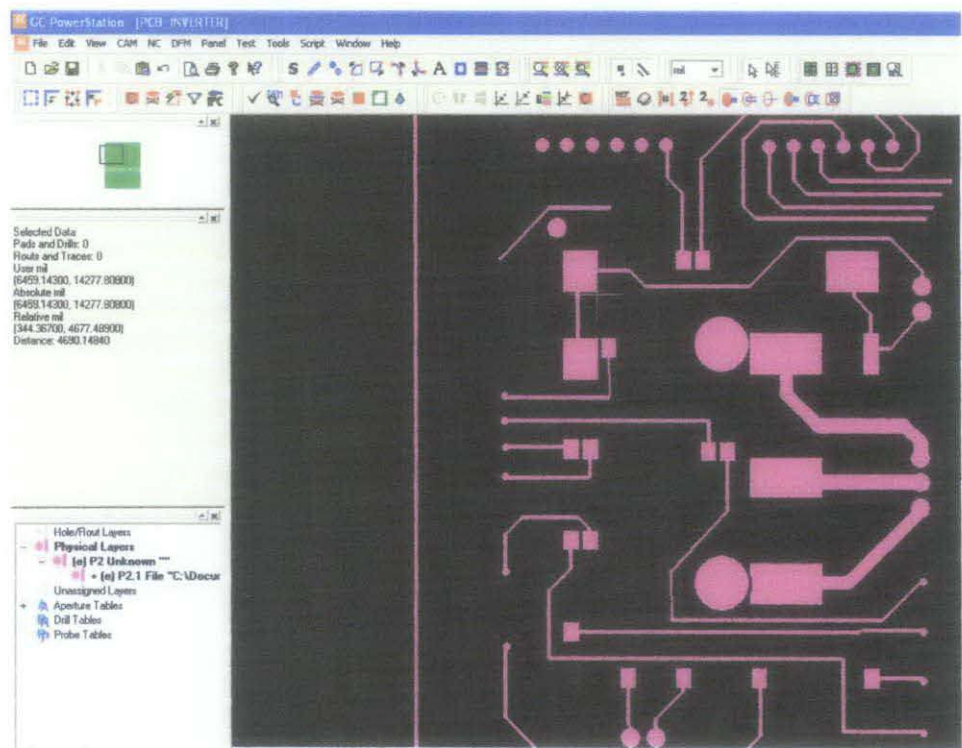 GC PowerStation [PCB_INVERTER]
File Edit View CAM NC DFM Panel Test Tools Script Window Help
mil
Selected Data
Pads and Drills: 0
Routs and Traces: 0
User mil
(6459.14300, 14277.80800)
Absolute mil
(6459.14300, 14277.80800)
Relative mil
(344.36700, 4677.48900)
Distance: 4690.14840
Hole/Rout Layers
Physical Layers
(e) P2 Unknown ""
+ (e) P2.1 File "C:\Docur
Unassigned Layers
Aperture Tables
Drill Tables
Probe Tables